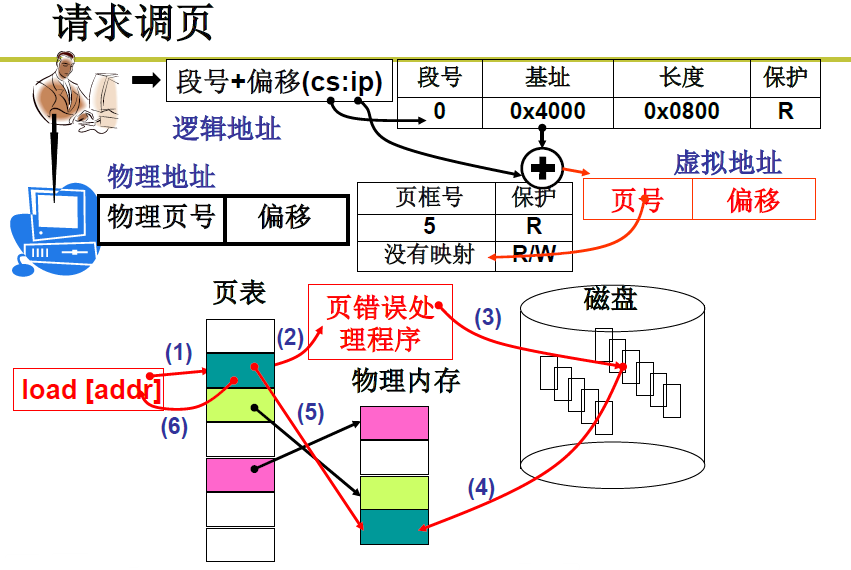 请求调页
段号+偏移(cs:ip)
段号 基址 长度 保护
0 0x4000 0x0800 R
逻辑地址
虚拟地址
物理地址
物理页号 偏移
页框号 保护
5 R
没有映射 R/W
页号 偏移
页表
页错误处
理程序
磁盘
(1)
(2)
(3)
load [addr]
物理内存
(5)
(6)
(4)